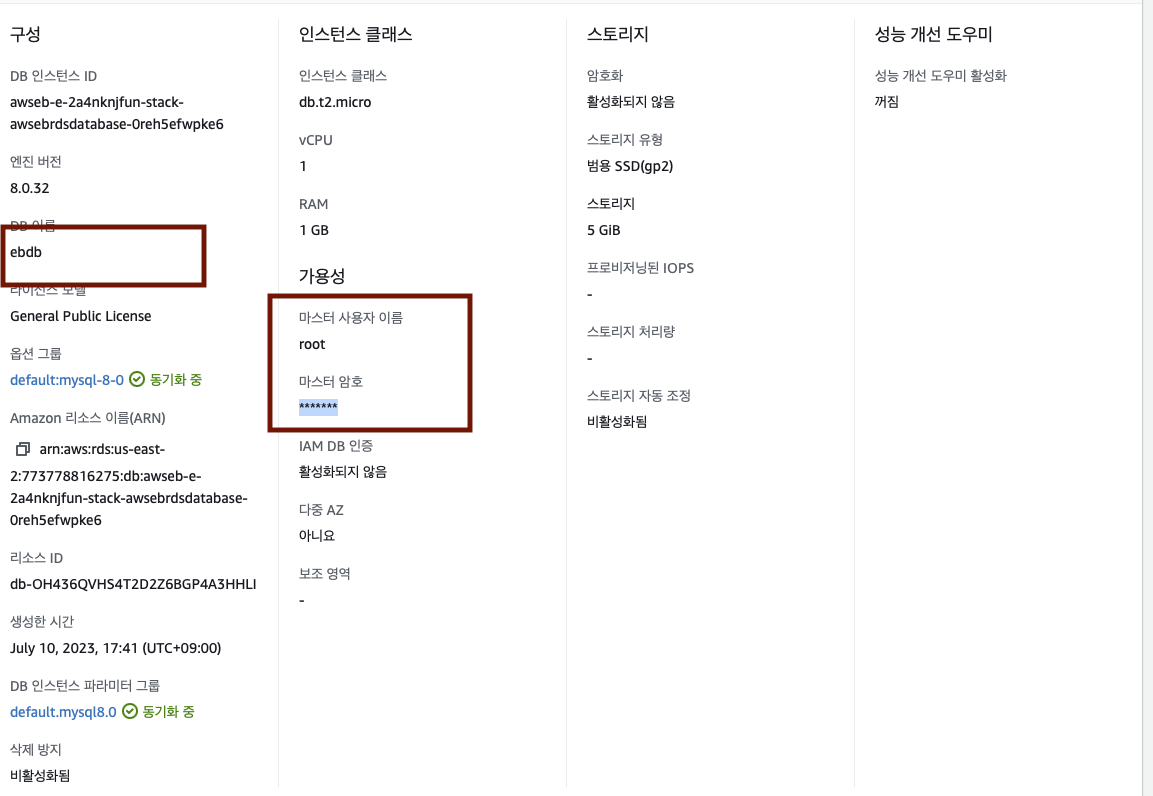 구성
DB 인스턴스 ID
awseb-e-2a4nknjfun-stack-
awsebrdsdatabase-0reh5efwpke6
엔진 버전
8.0.32
DB 이름
ebdb
라이선스 모델
General Public License
옵션 그룹
default:mysql-8-0 동기화 중
Amazon 리소스 이름(ARN)
arn:aws:rds:us-east-
2:773778816275:db:awseb-e-
2a4nknjfun-stack-awsebrdsdatabase-
0reh5efwpke6
리소스 ID
db-OH436QVHS4T2D2Z6BGP4A3HHLI
생성한 시간
July 10, 2023, 17:41 (UTC+09:00)
DB 인스턴스 파라미터 그룹
default.mysql8.0 동기화 중
삭제 방지
비활성화됨
인스턴스 클래스
인스턴스 클래스
db.t2.micro
vCPU
1
RAM
1 GB
가용성
마스터 사용자 이름
root
마스터 암호
*******
IAM DB 인증
활성화되지 않음
다중 AZ
아니요
보조 영역
-
스토리지
암호화
활성화되지 않음
스토리지 유형
범용 SSD(gp2)
스토리지
5 GiB
프로비저닝된 IOPS
-
스토리지 처리량
-
스토리지 자동 조정
비활성화됨
성능 개선 도우미
성능 개선 도우미 활성화
꺼짐